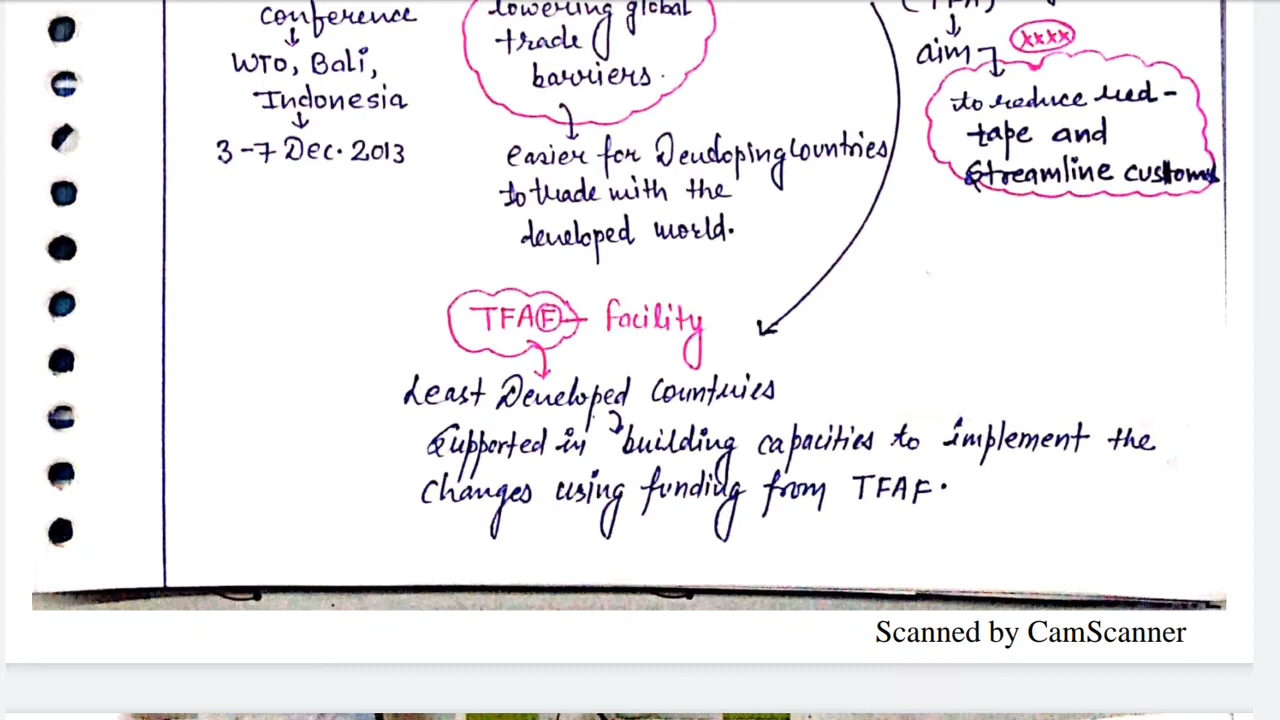 conference
WTO, Bali,
Indonesia
3-7 Dec. 2013
lowering global
trade
barriers.
easier for Developing countries
to trade with the
developed world.
(TFA)
aim
xxxx
to reduce red-
tape and
streamline customs
TFAF - Facility
Least Developed Countries
supported in building capacities to implement the
changes using funding from TFAF.
Scanned by CamScanner